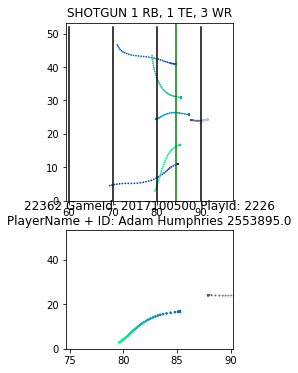 SHOTGUN 1 RB, 1 TE, 3 WR
50
40
30
20
10
0
60 70 80 90
22362 GameId: 2017100500 PlayId: 2226
PlayerName + ID: Adam Humphries 2553895.0
40
20
0
75 80 85 90